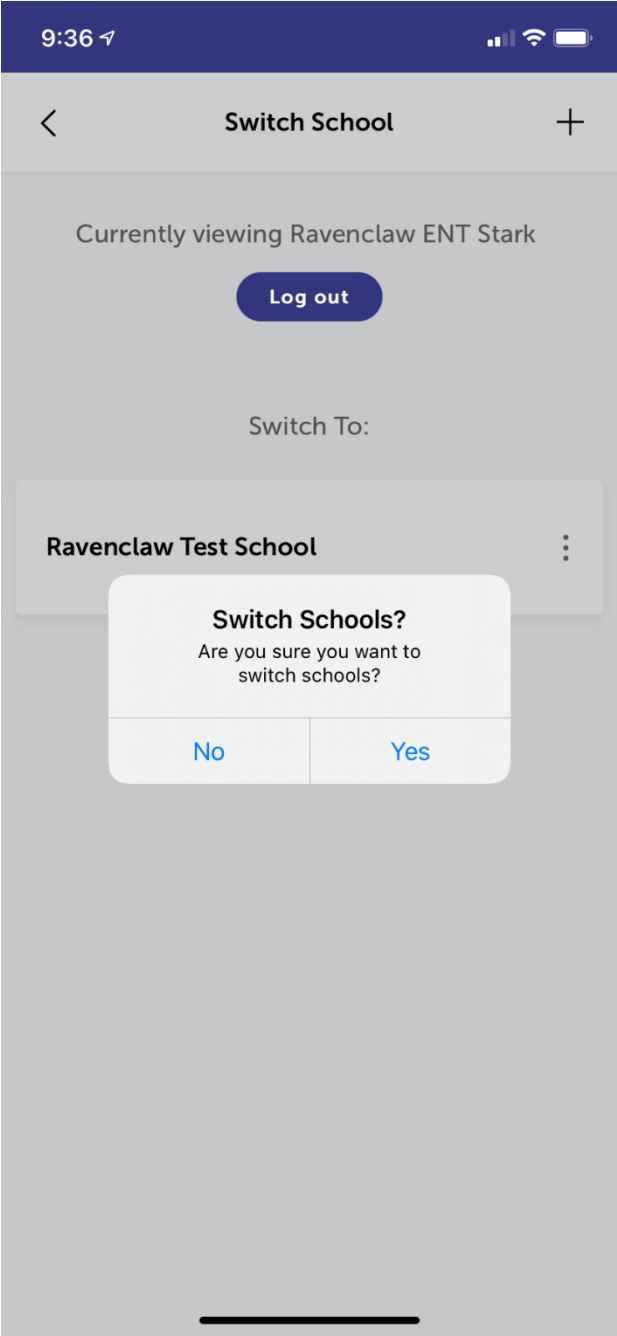 9:36
Switch School
Currently viewing Ravenclaw ENT Stark
Log out
Switch To:
Ravenclaw Test School
Switch Schools?
Are you sure you want to
switch schools?
No
Yes